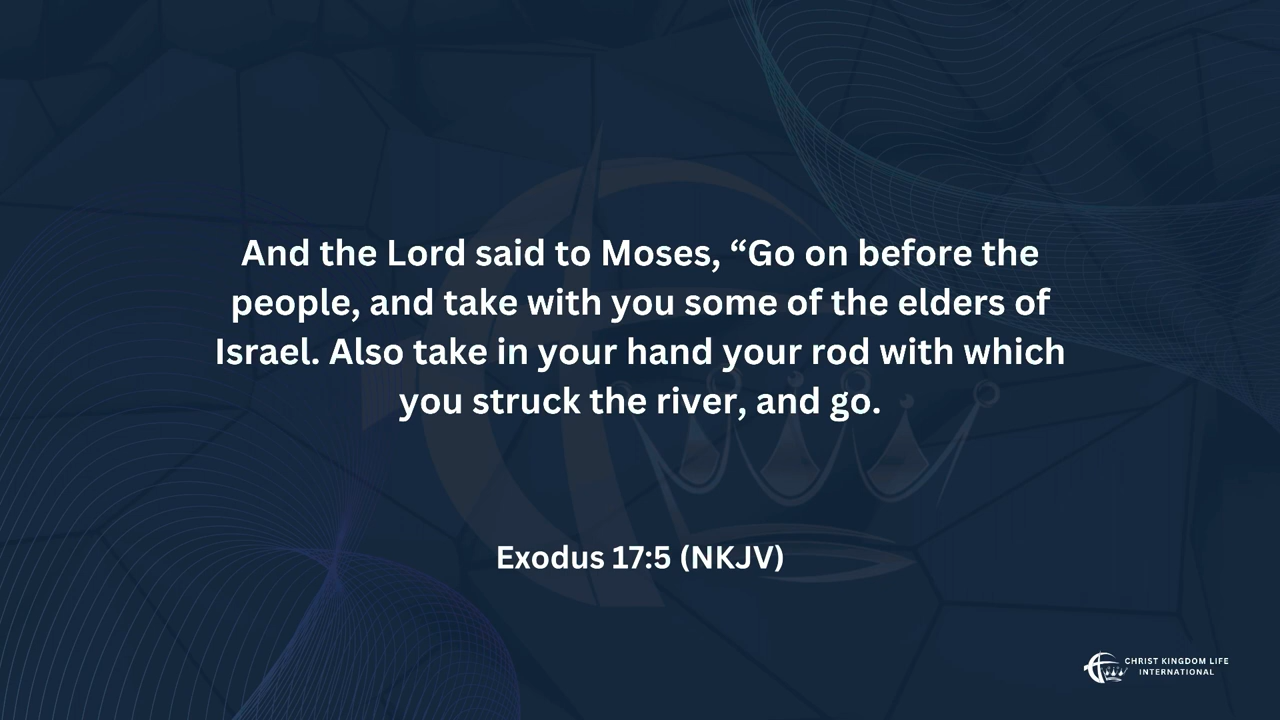 And the Lord said to Moses, “Go on before the
people, and take with you some of the elders of
Israel. Also take in your hand your rod with which
you struck the river, and go.
Exodus 17:5 (NKJV)
CHRIST KINGDOM LIFE
INTERNATIONAL